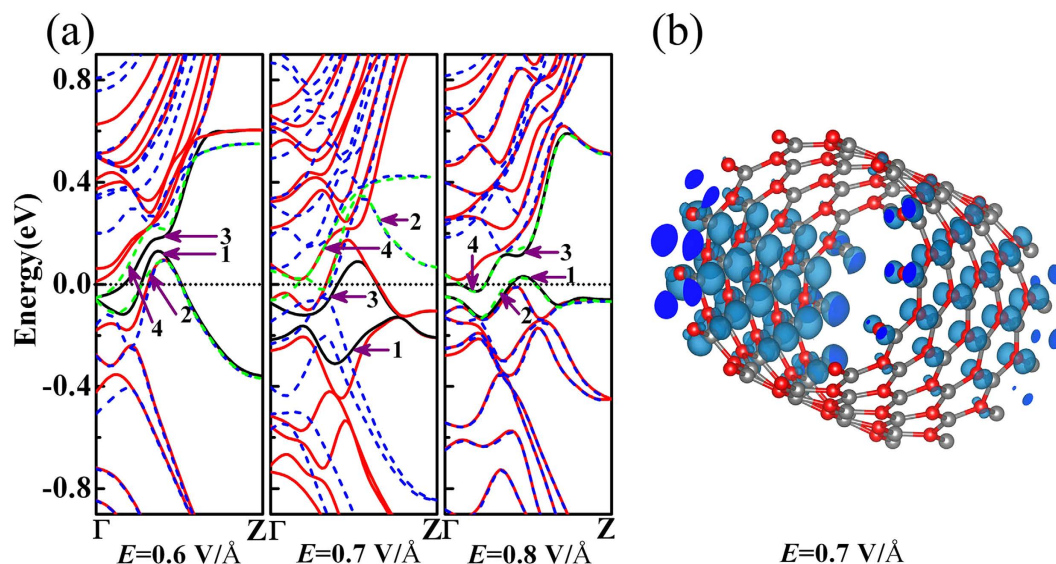 (a)
(b)
Energy(eV)
0.8
0.4
0.0
-0.4
-0.8
3
1
2
4
2
4
3
1
4
3
1
2
Γ
Z
Γ
Z
Γ
Z
E=0.6 V/Å
E=0.7 V/Å
E=0.8 V/Å
E=0.7 V/Å